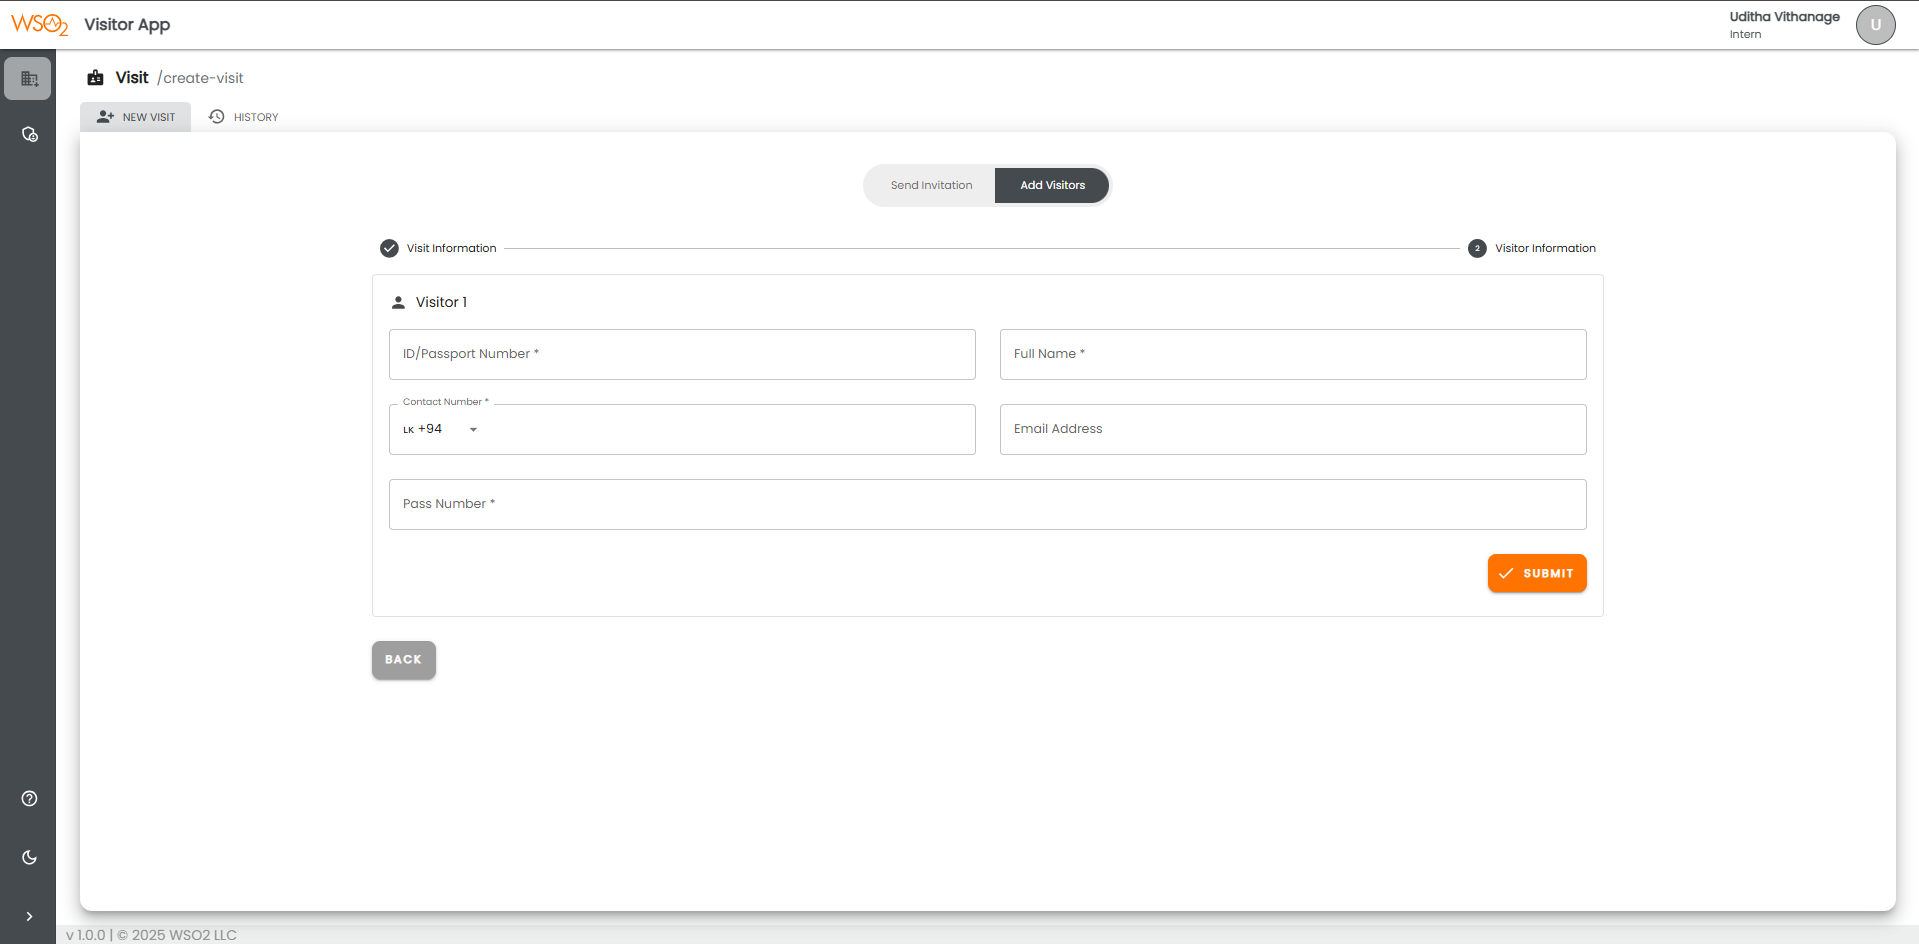 WSO2 Visitor App
Uditha Vithanage
Intern
U
Visit /create-visit
NEW VISIT HISTORY
Send Invitation Add Visitors
Visit Information 2 Visitor Information
Visitor 1
ID/Passport Number * Full Name *
Contact Number *
LK +94 Email Address
Pass Number *
SUBMIT
BACK
v 1.0.0 | © 2025 WSO2 LLC